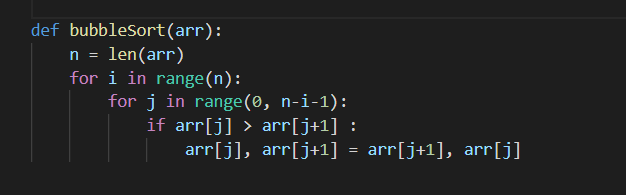 def bubbleSort(arr):
    n = len(arr)
    for i in range(n):
        for j in range(0, n-i-1):
            if arr[j] > arr[j+1] :
                arr[j], arr[j+1] = arr[j+1], arr[j]